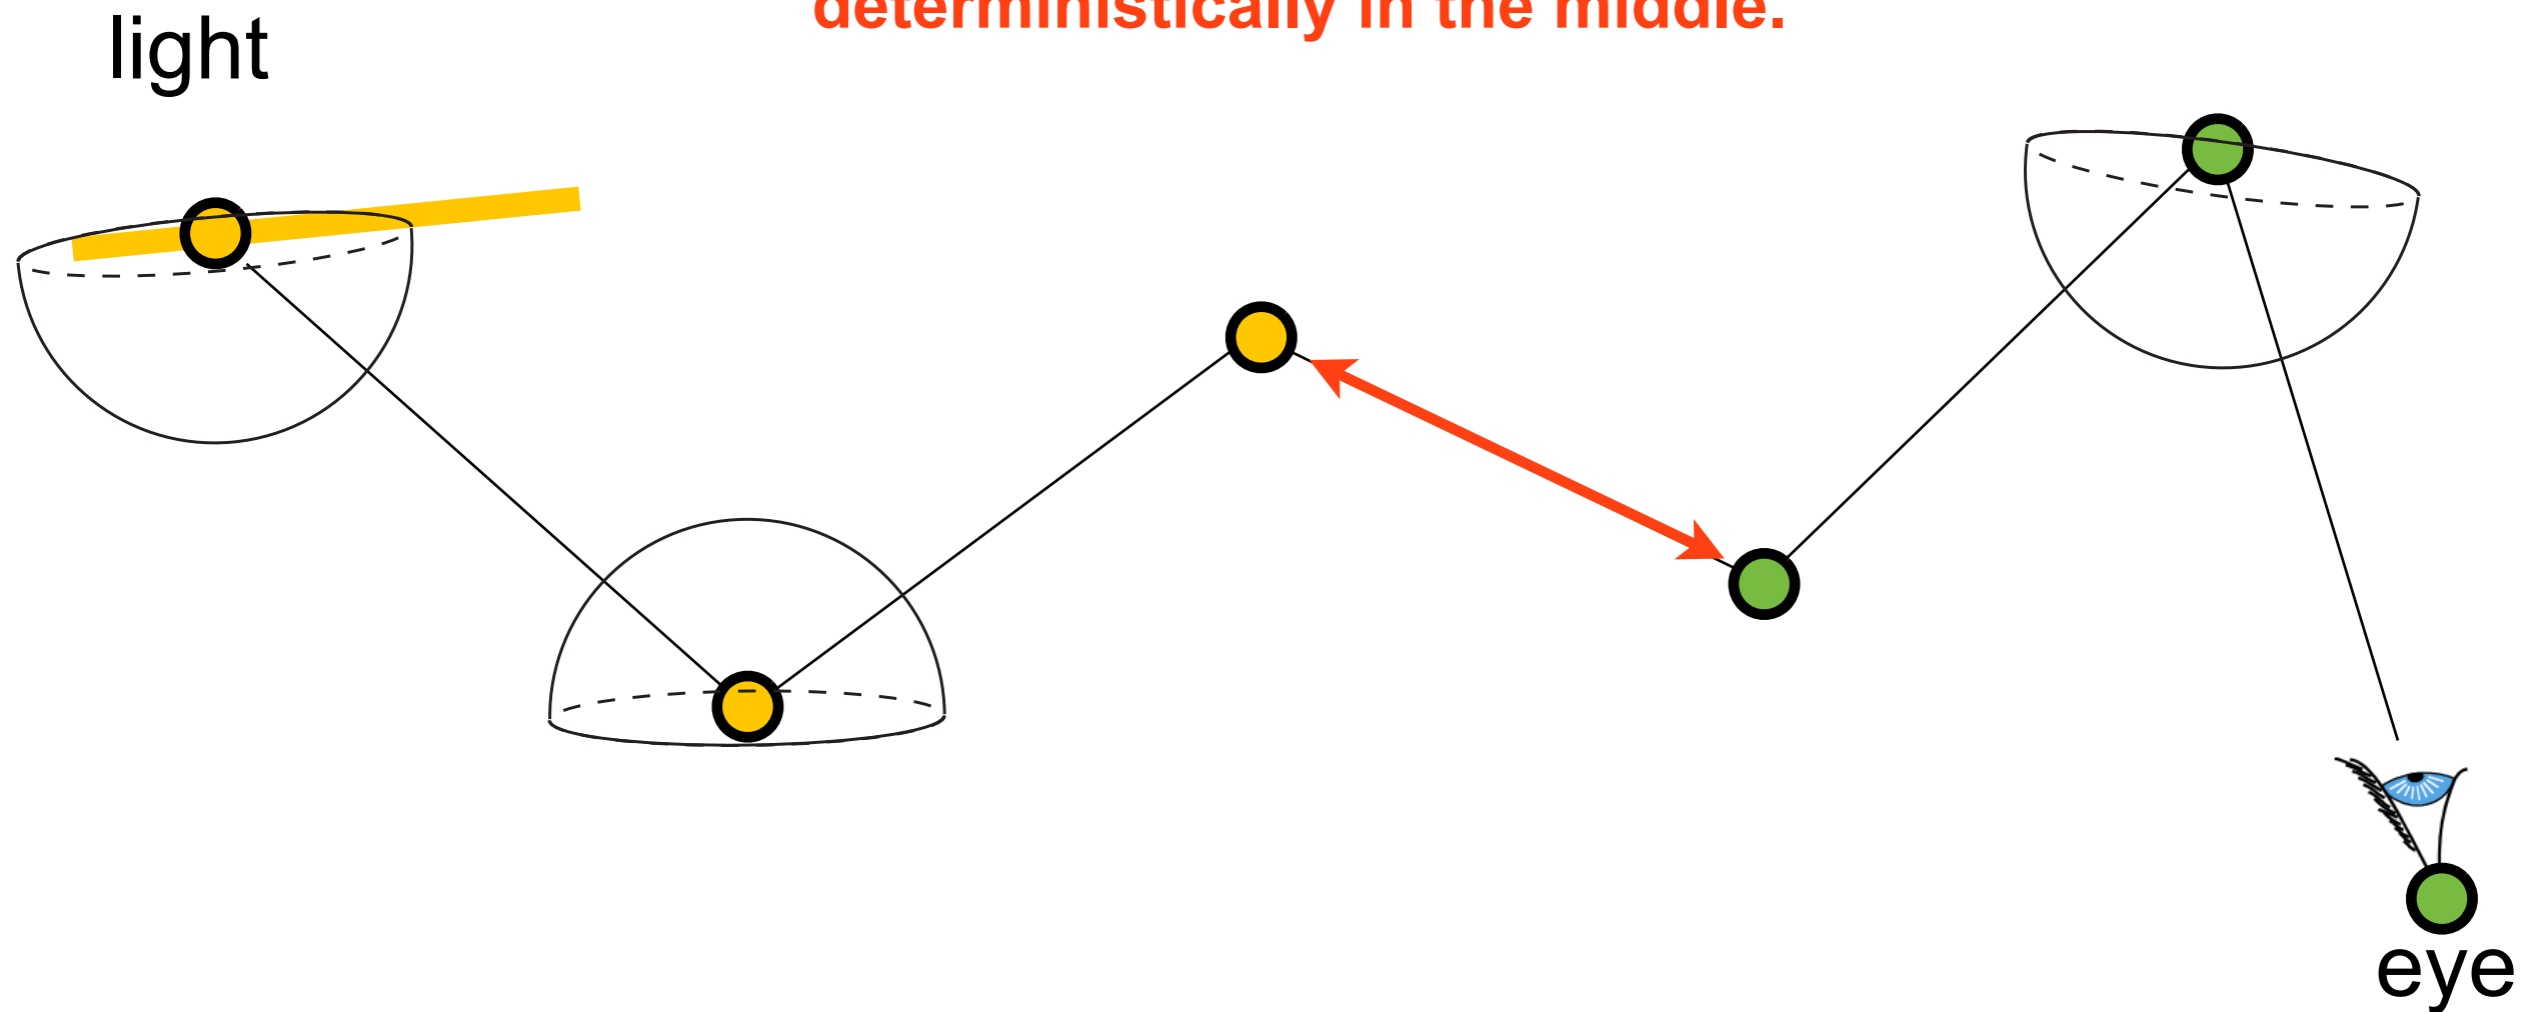 deterministically in the middle.
light
eye